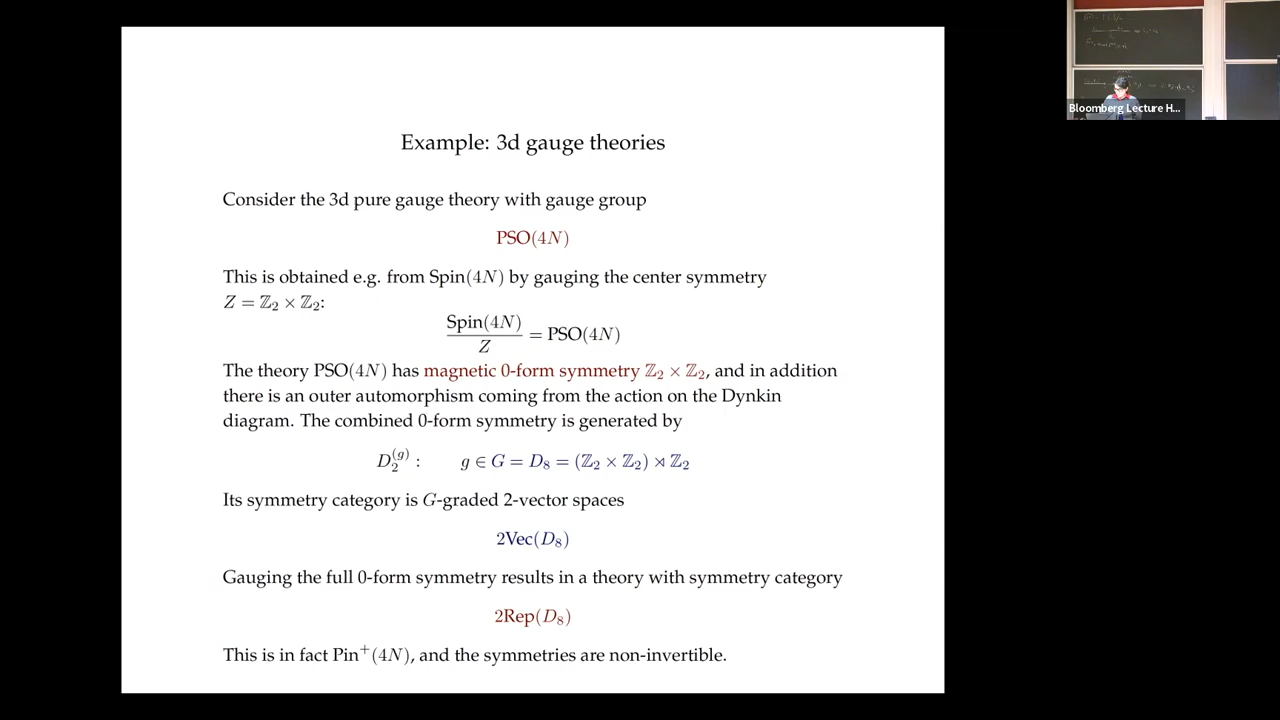 Example: 3d gauge theories
Consider the 3d pure gauge theory with gauge group
PSO(4N)
This is obtained e.g. from Spin(4N) by gauging the center symmetry
Z = ℤ₂ × ℤ₂:
Spin(4N)
―――― = PSO(4N)
Z
The theory PSO(4N) has magnetic 0-form symmetry ℤ₂ × ℤ₂, and in addition
there is an outer automorphism coming from the action on the Dynkin
diagram. The combined 0-form symmetry is generated by
D₂^(g) : g ∈ G = D₈ = (ℤ₂ × ℤ₂) ⋊ ℤ₂
Its symmetry category is G-graded 2-vector spaces
2Vec(D₈)
Gauging the full 0-form symmetry results in a theory with symmetry category
2Rep(D₈)
This is in fact Pin⁺(4N), and the symmetries are non-invertible.
Bloomberg Lecture H...